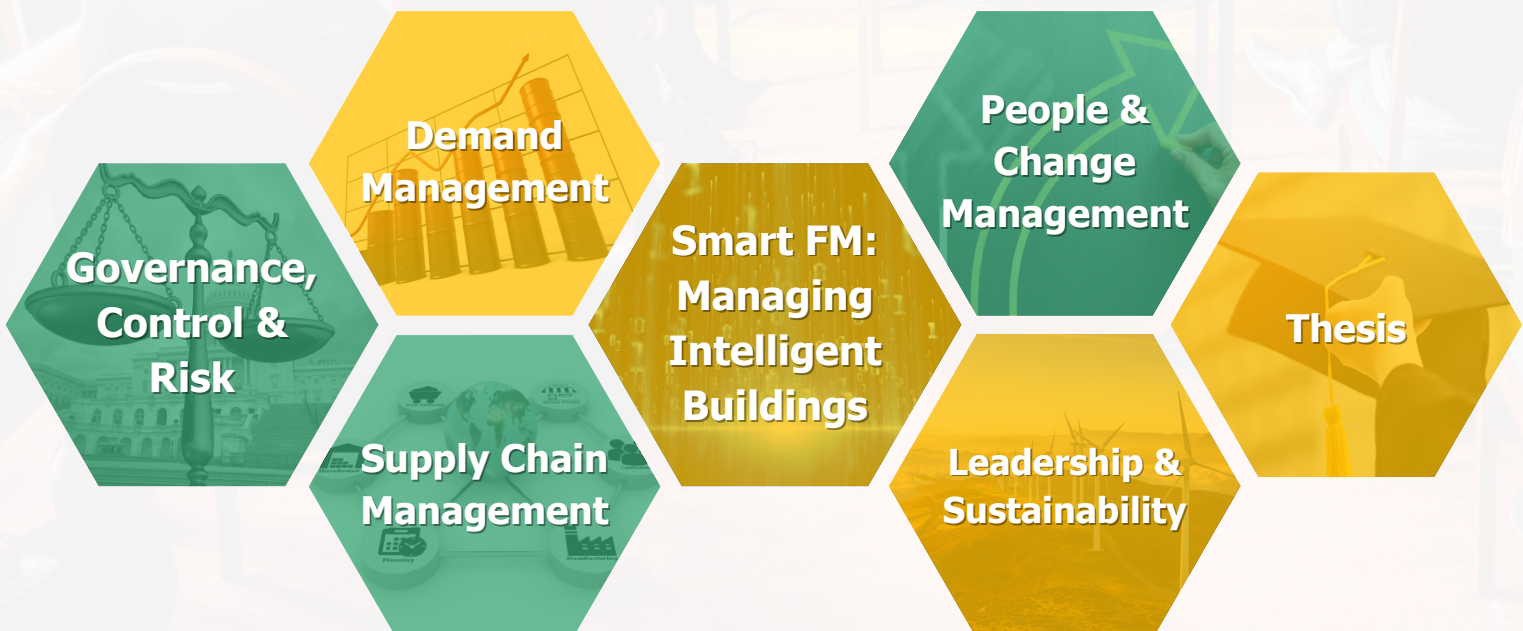 Governance,
Control &
Risk
Demand
Management
Supply Chain
Management
Planning
Smart FM:
Managing
Intelligent
Buildings
People &
Change
Management
Leadership &
Sustainability
Thesis